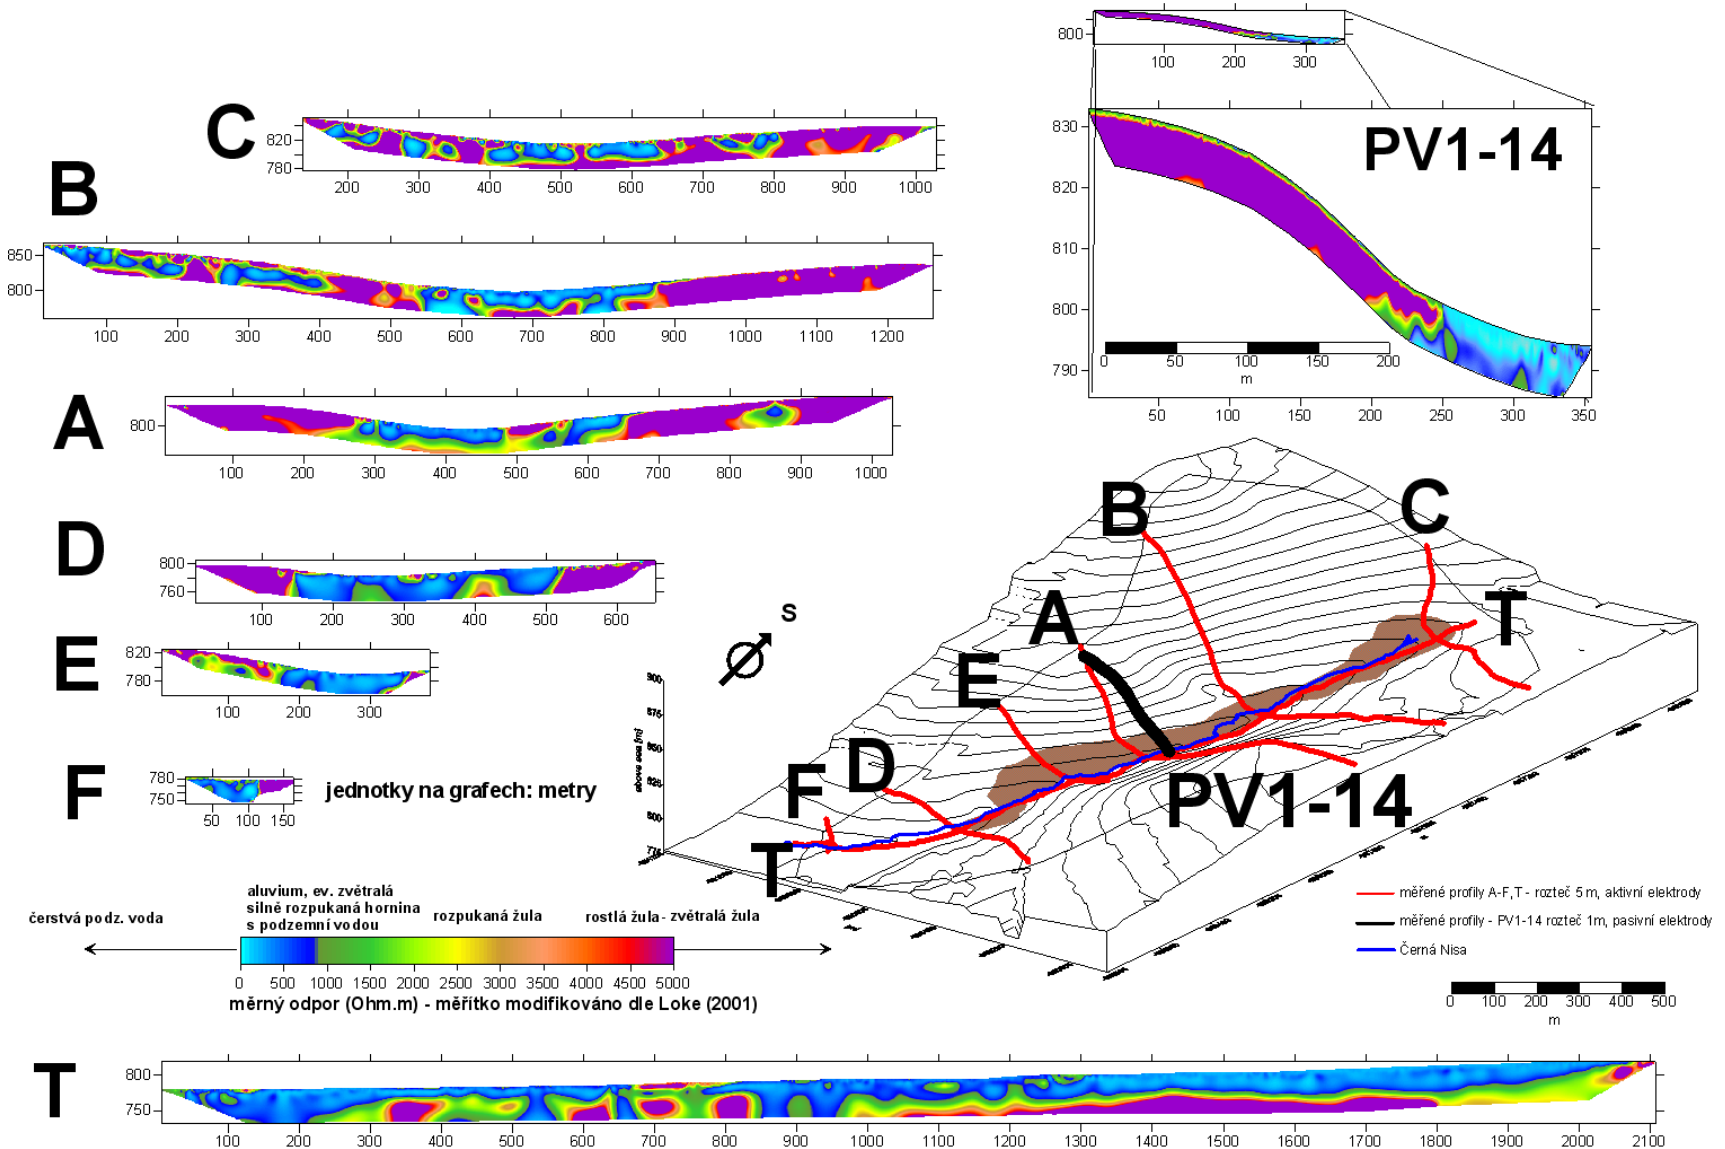 C
820
780
200 300 400 500 600 700 800 900 1000
B
850
800
100 200 300 400 500 600 700 800 900 1000 1100 1200
A
800
100 200 300 400 500 600 700 800 900 1000
D
800
760
100 200 300 400 500 600
E
820
780
100 200 300
F
780
750
50 100 150
jednotky na grafech: metry
800
100 200 300
PV1-14
830
820
810
800
790
0 50 100 150 200
m
50 100 150 200 250 300 350
S
B
C
A
T
E
D
F
PV1-14
T
above sea [m]
900
875
850
825
800
775
čerstvá podz. voda
aluvium, ev. zvětralá
silně rozpukaná hornina
s podzemní vodou
rozpukaná žula
rostlá žula - zvětralá žula
0 500 1000 1500 2000 2500 3000 3500 4000 4500 5000
měrný odpor (Ohm.m) - měřítko modifikováno dle Loke (2001)
měřené profily A-F,T - rozteč 5 m, aktivní elektrody
měřené profily - PV1-14 rozteč 1m, pasivní elektrody
Černá Nisa
0 100 200 300 400 500
m
T
800
750
100 200 300 400 500 600 700 800 900 1000 1100 1200 1300 1400 1500 1600 1700 1800 1900 2000 2100